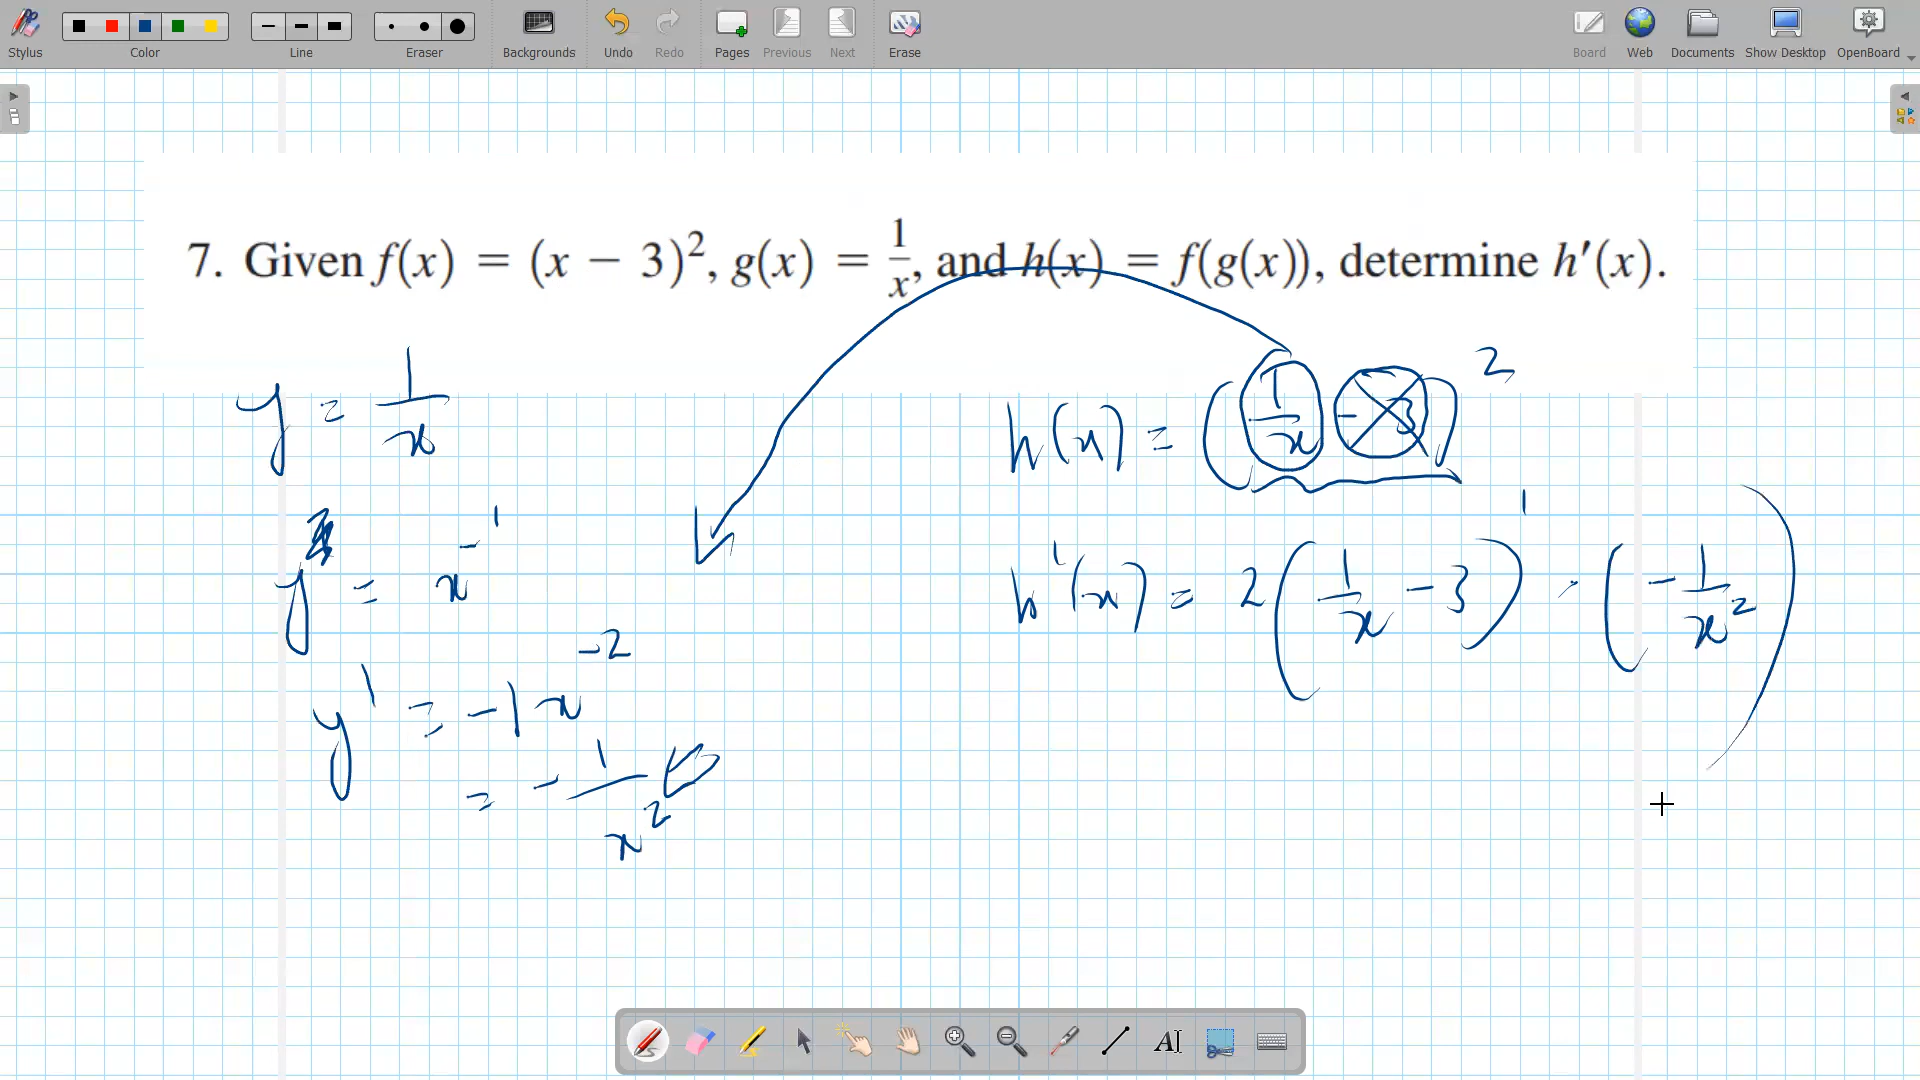 Stylus Color Line Eraser Backgrounds Undo Redo Pages Previous Next Erase Board Web Documents Show Desktop OpenBoard
7. Given f(x) = (x − 3)², g(x) = 1/x, and h(x) = f(g(x)), determine h′(x).
y = 1/x
y = x⁻¹
y' = -1x⁻²
= - 1/x²
h(x) = (1/x - 3)²
h'(x) = 2(1/x - 3)¹ · (-1/x²)